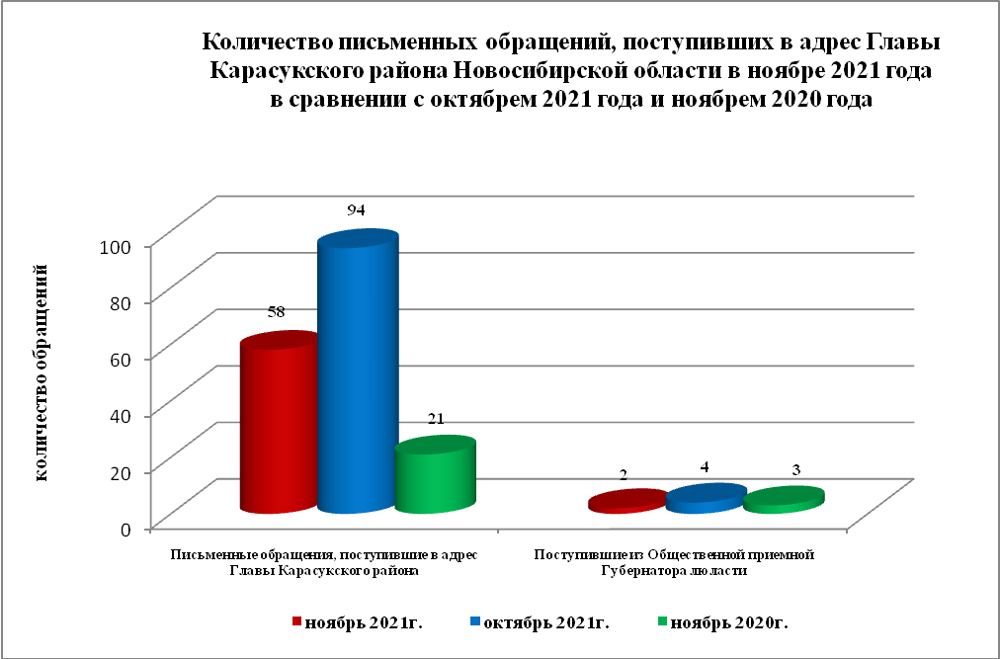 Количество письменных обращений, поступивших в адрес Главы
Карасукского района Новосибирской области в ноябре 2021 года
в сравнении с октябрем 2021 года и ноябрем 2020 года
количество обращений
100
80
60
40
20
0
58
94
21
2
4
3
Письменные обращения, поступившие в адрес
Главы Карасукского района
Поступившие из Общественной приемной
Губернатора люласти
ноябрь 2021г.
октябрь 2021г.
ноябрь 2020г.